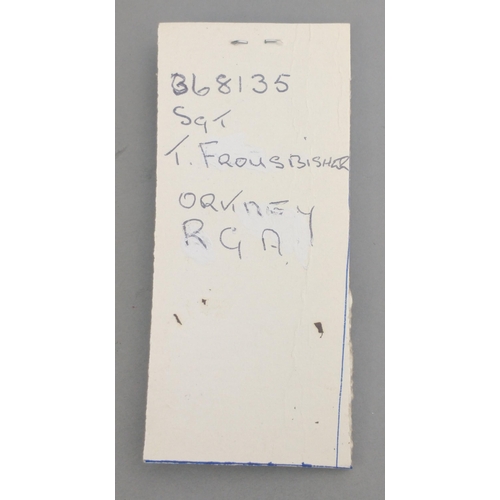 368135
SGT
T. FROUSBISHER
ORKNEY
RGA